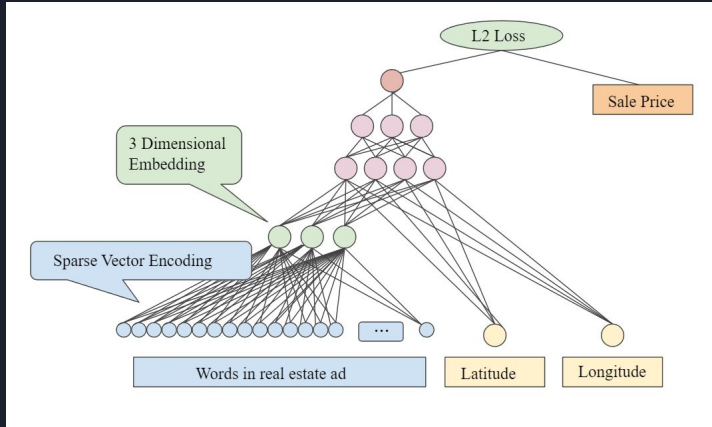 L2 Loss
Sale Price
3 Dimensional
Embedding
Sparse Vector Encoding
...
Words in real estate ad
Latitude
Longitude